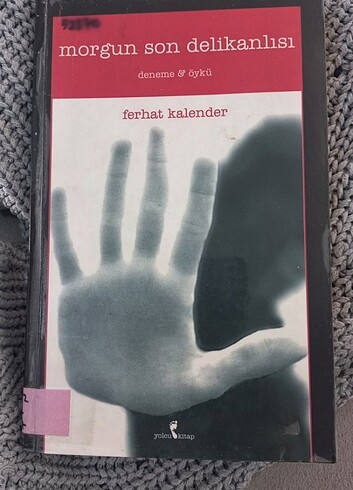 morgun son delikanlısı
deneme & öykü
ferhat kalender
yolcu kitap